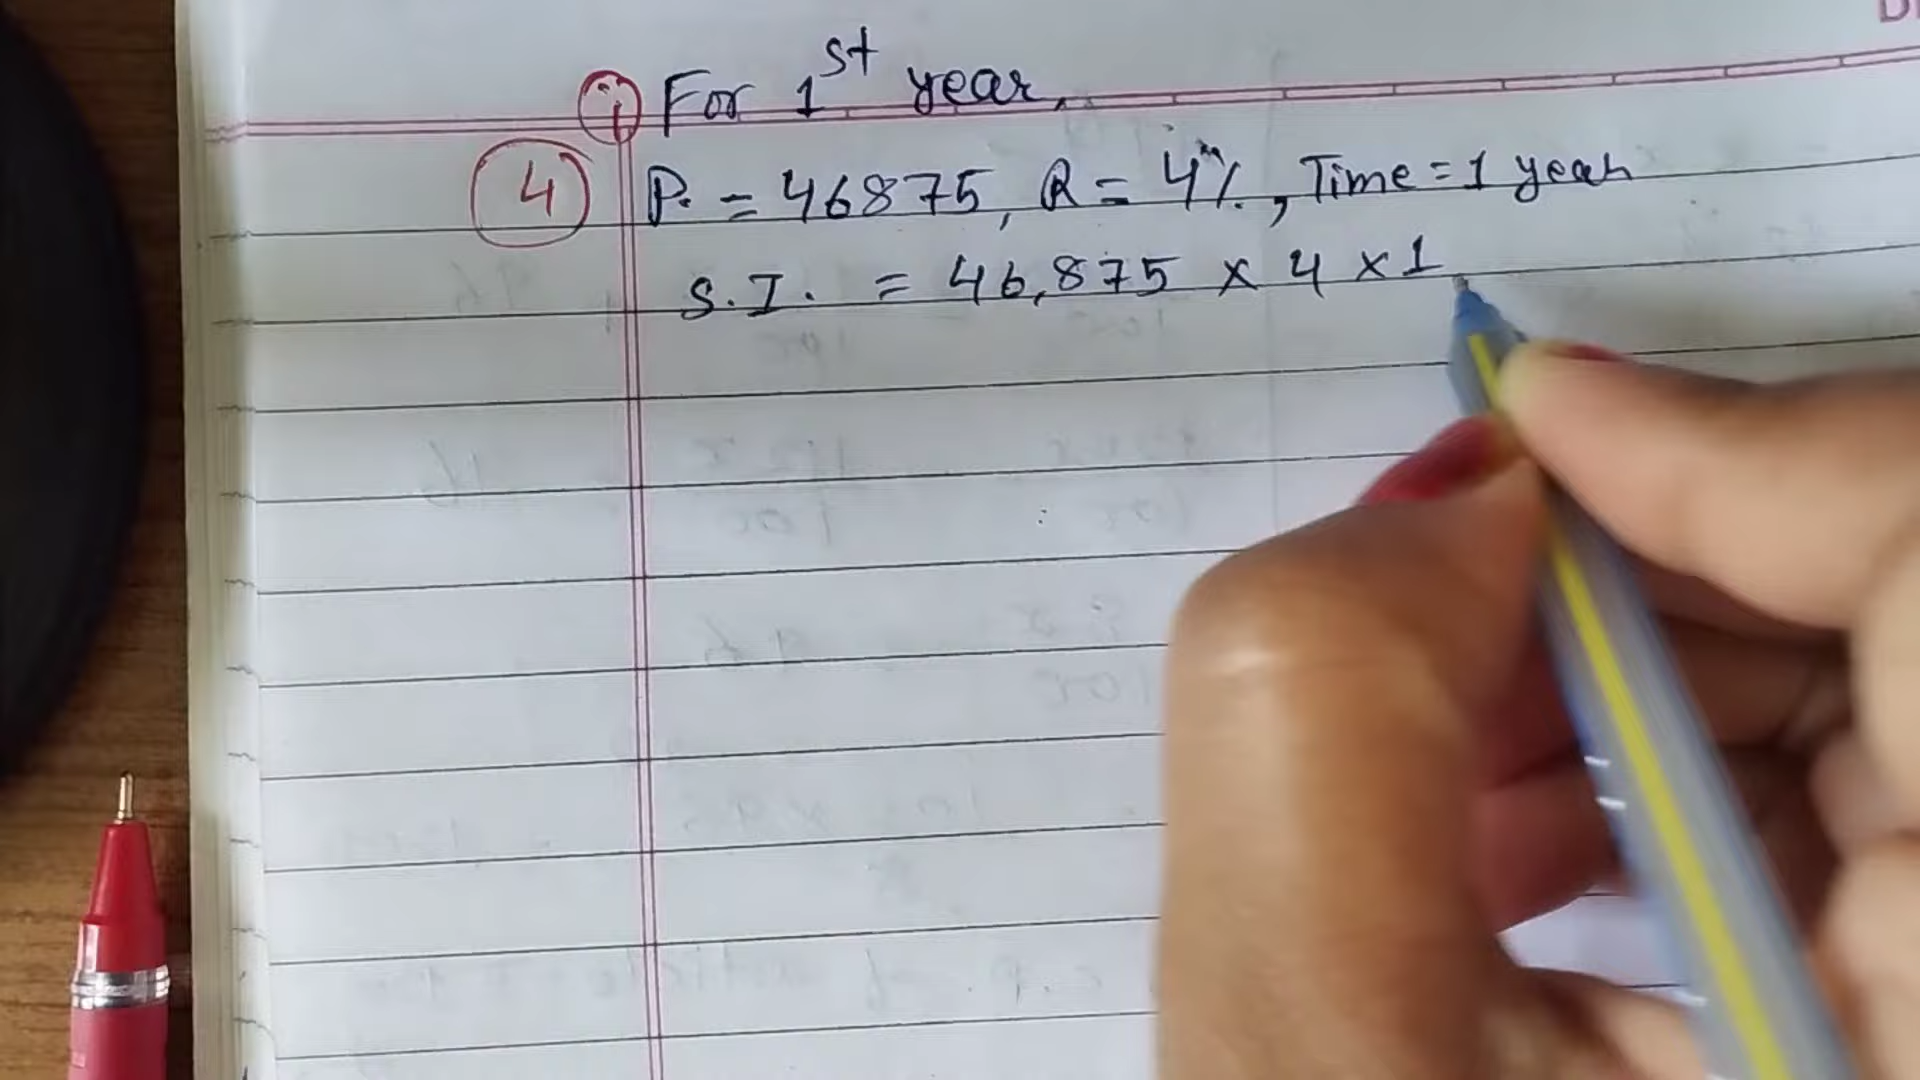 (i) For 1st year,
(4) P. = 46875, R = 4%, Time = 1 year
S.I. = 46,875 × 4 × 1